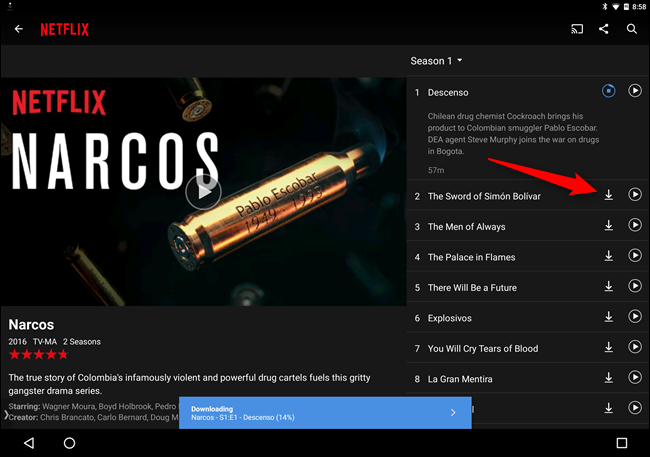 8:58
NETFLIX
NETFLIX
NARCOS
Pablo Escobar
1949 - 1993
Narcos
2016 TV-MA 2 Seasons
The true story of Colombia's infamously violent and powerful drug cartels fuels this gritty
gangster drama series.
Starring: Wagner Moura, Boyd Holbrook, Pedro
Creator: Chris Brancato, Carlo Bernard, Doug M
Season 1
1 Descenso
Chilean drug chemist Cockroach brings his
product to Colombian smuggler Pablo Escobar.
DEA agent Steve Murphy joins the war on drugs
in Bogota.
57m
2 The Sword of Simón Bolívar
3 The Men of Always
4 The Palace in Flames
5 There Will Be a Future
6 Explosivos
7 You Will Cry Tears of Blood
8 La Gran Mentira
Downloading
Narcos - S1:E1 - Descenso (14%)